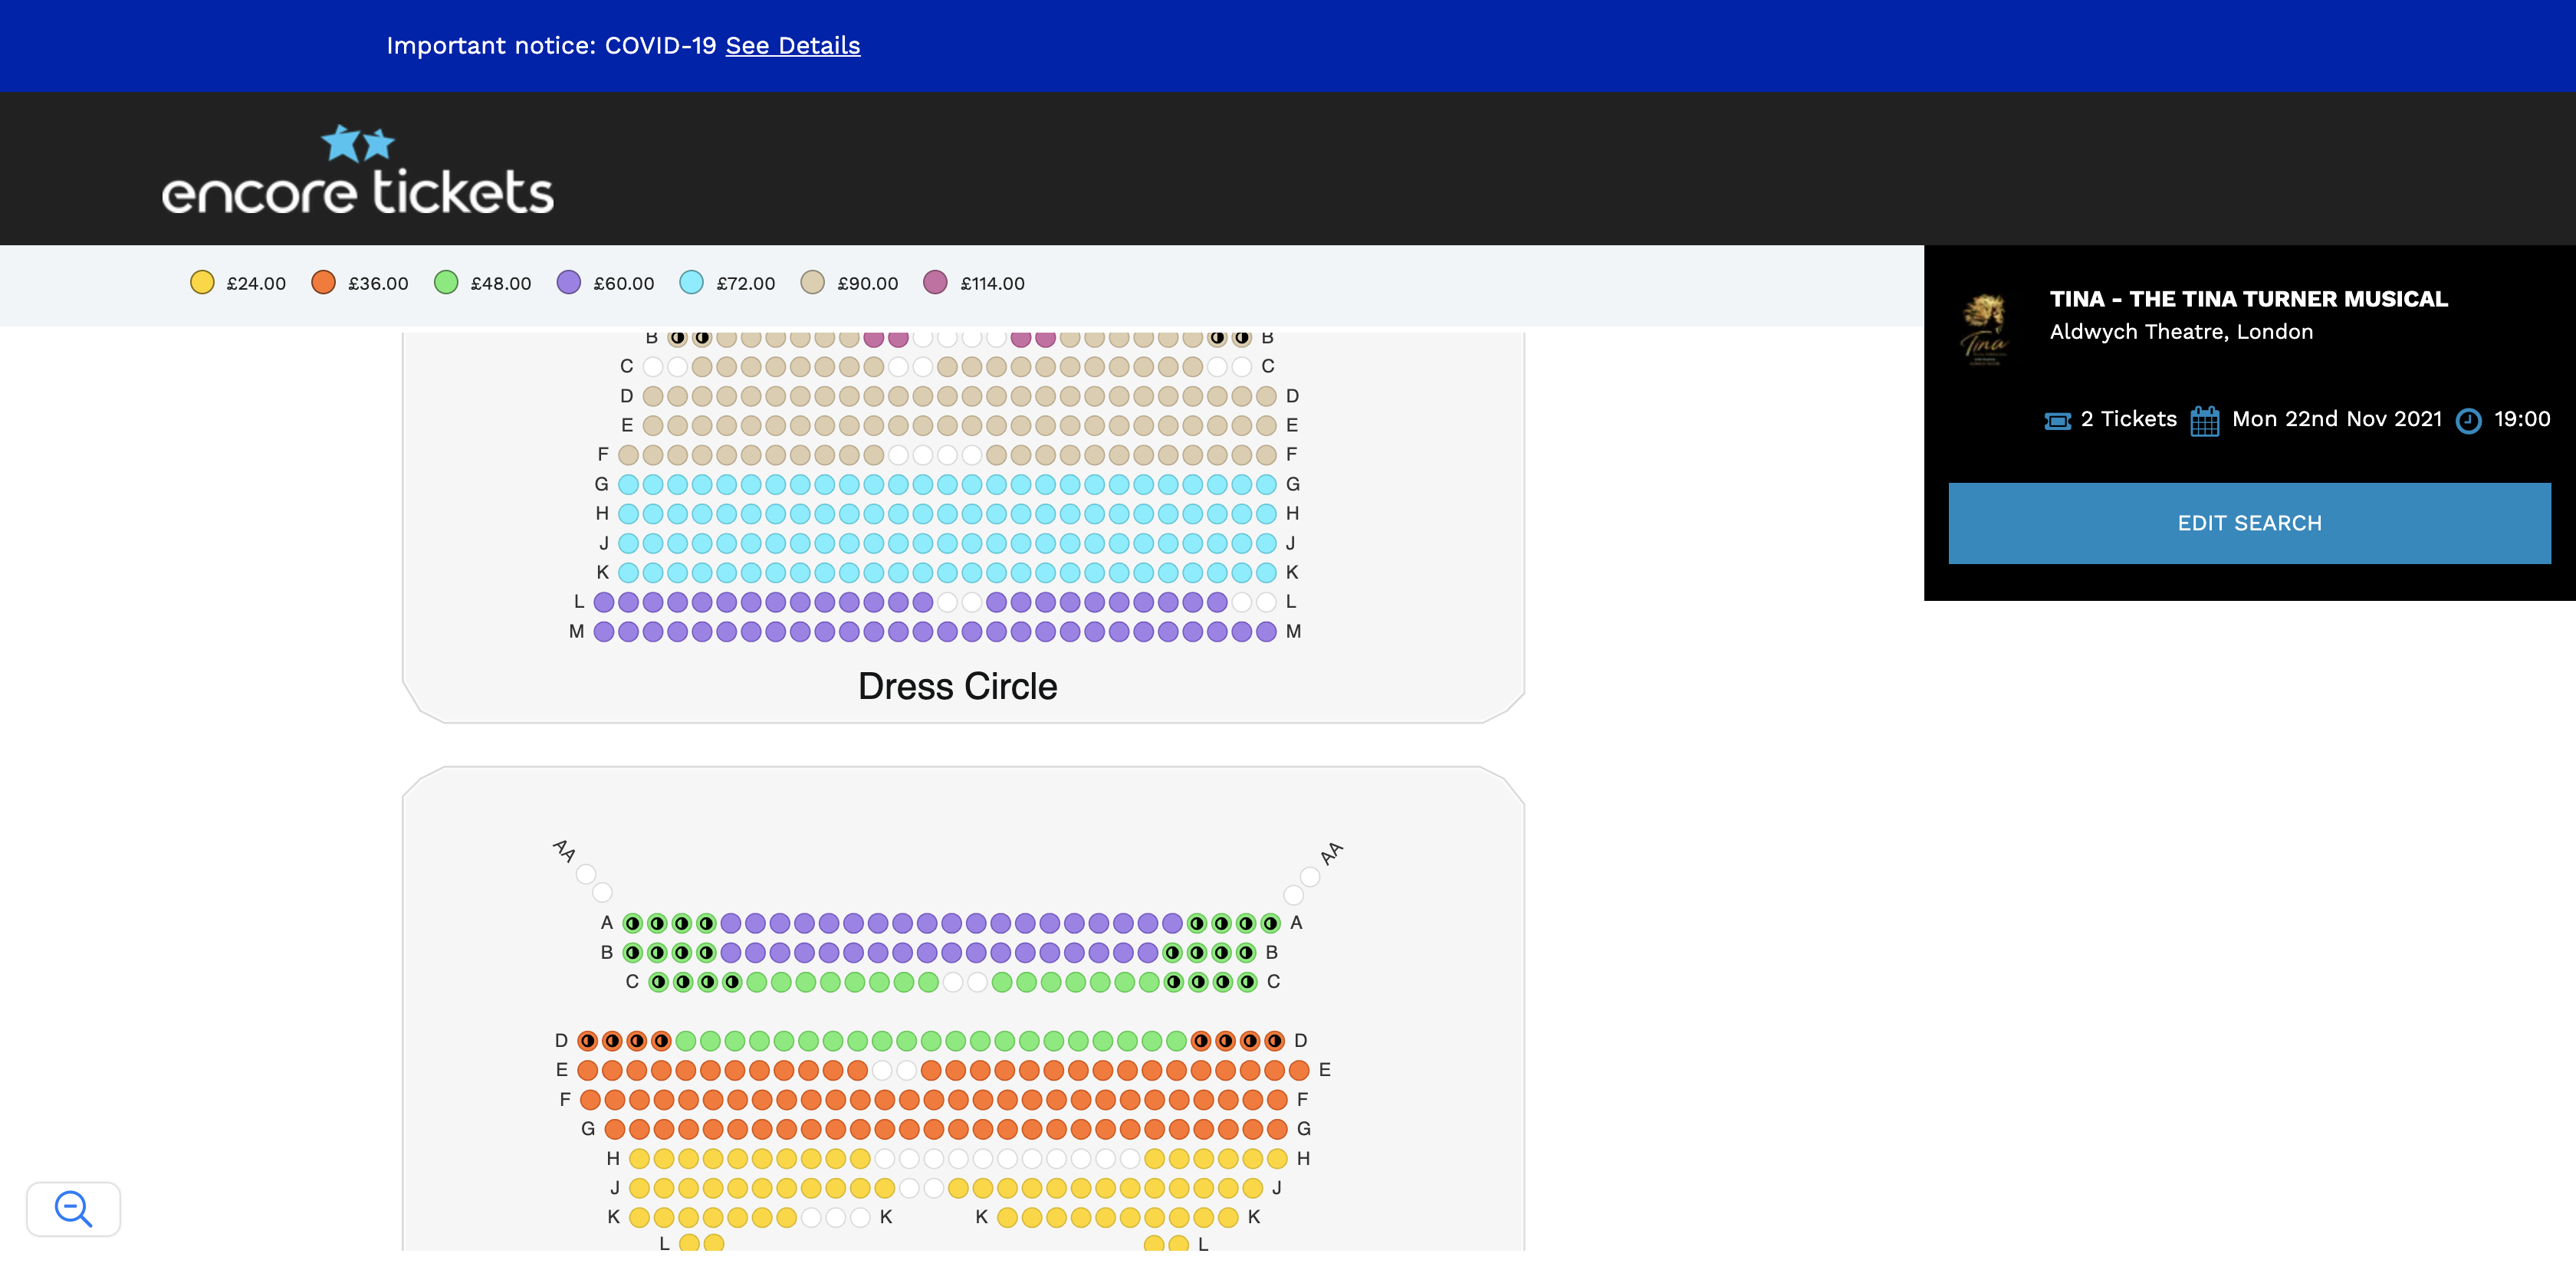 Important notice: COVID-19 See Details
encore tickets
£24.00 £36.00 £48.00 £60.00 £72.00 £90.00 £114.00
TINA - THE TINA TURNER MUSICAL
Aldwych Theatre, London
Tina
2 Tickets Mon 22nd Nov 2021 19:00
EDIT SEARCH
B B
C C
D D
E E
F F
G G
H H
J J
K K
L L
M M
Dress Circle
AA AA
A A
B B
C C
D D
E E
F F
G G
H H
J J
K K K K
L L